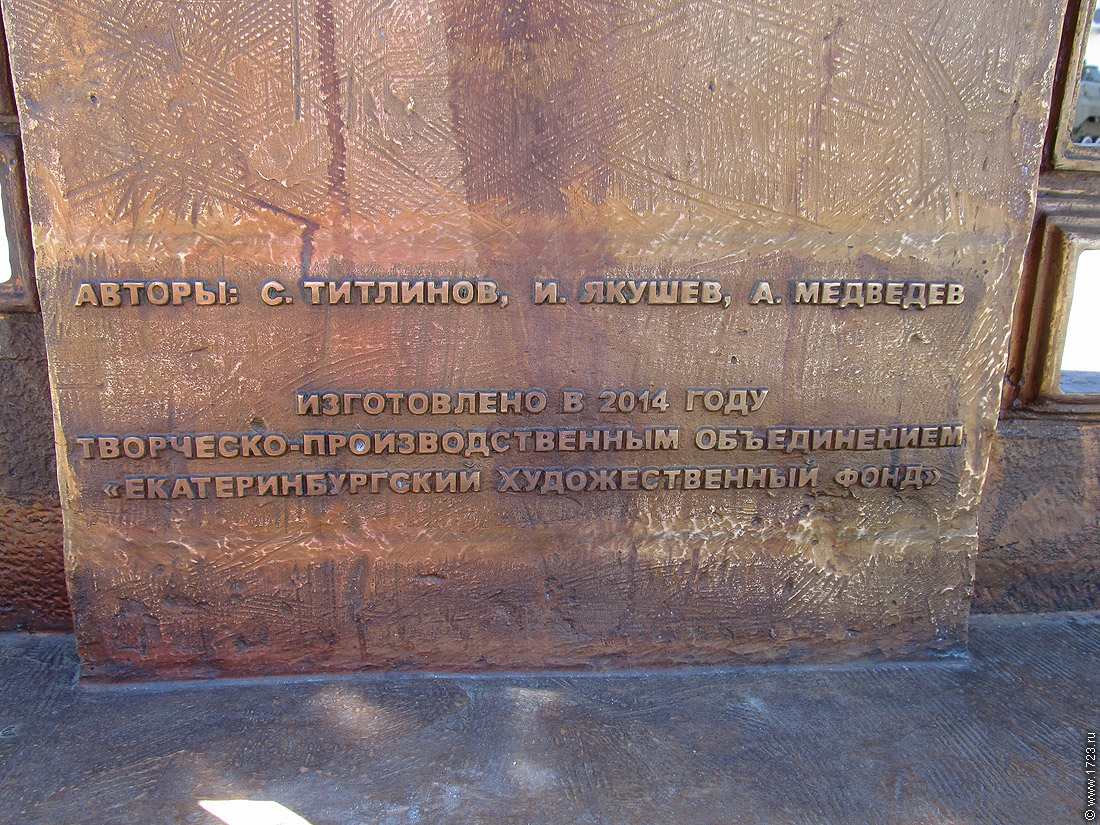 АВТОРЫ: С. ТИТЛИНОВ, И. ЯКУШЕВ, А. МЕДВЕДЕВ
ИЗГОТОВЛЕНО В 2014 ГОДУ
ТВОРЧЕСКО-ПРОИЗВОДСТВЕННЫМ ОБЪЕДИНЕНИЕМ
«ЕКАТЕРИНБУРГСКИЙ ХУДОЖЕСТВЕННЫЙ ФОНД»
© www.1723.ru